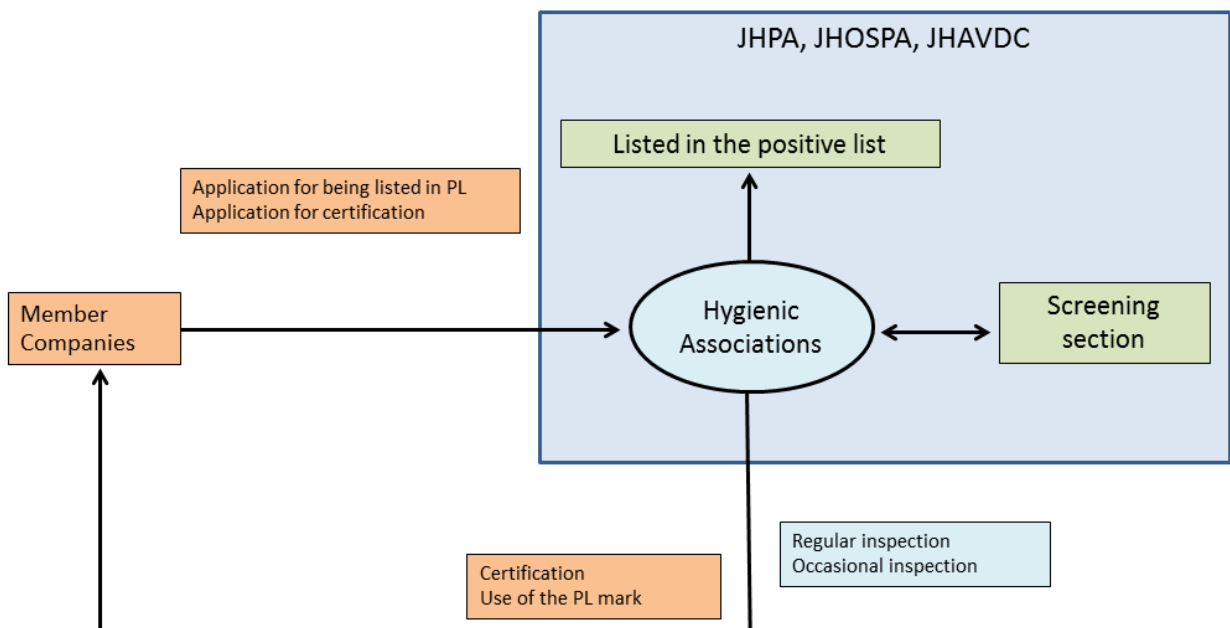 JHPA, JHOSPA, JHAVDC
Listed in the positive list
Application for being listed in PL
Application for certification
Member
Companies
Hygienic
Associations
Screening
section
Regular inspection
Occasional inspection
Certification
Use of the PL mark